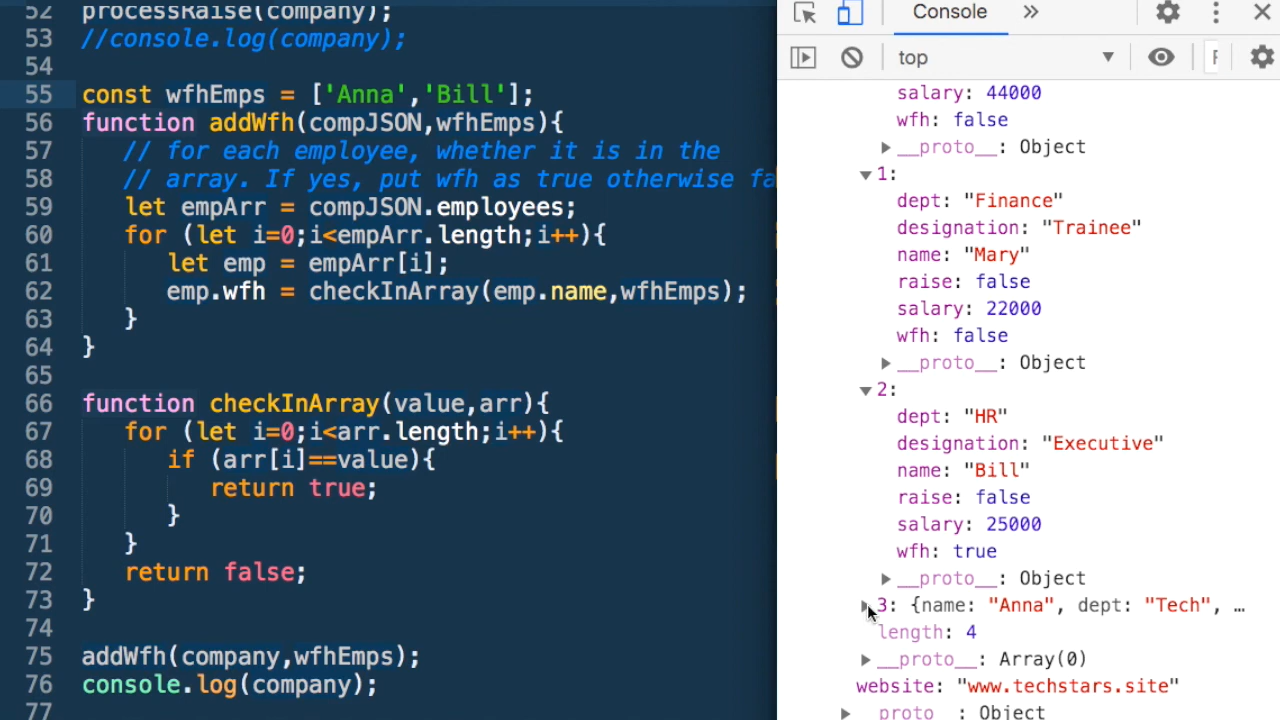 52 processRaise(company);
53 //console.log(company);
54
55 const wfhEmps = ['Anna','Bill'];
56 function addWfh(compJSON,wfhEmps){
57 // for each employee, whether it is in the
58 // array. If yes, put wfh as true otherwise fa
59 let empArr = compJSON.employees;
60 for (let i=0;i<empArr.length;i++){
61 let emp = empArr[i];
62 emp.wfh = checkInArray(emp.name,wfhEmps);
63 }
64 }
65
66 function checkInArray(value,arr){
67 for (let i=0;i<arr.length;i++){
68 if (arr[i]==value){
69 return true;
70 }
71 }
72 return false;
73 }
74
75 addWfh(company,wfhEmps);
76 console.log(company);
77
Console »
top
salary: 44000
wfh: false
__proto__: Object
1:
dept: "Finance"
designation: "Trainee"
name: "Mary"
raise: false
salary: 22000
wfh: false
__proto__: Object
2:
dept: "HR"
designation: "Executive"
name: "Bill"
raise: false
salary: 25000
wfh: true
__proto__: Object
3: {name: "Anna", dept: "Tech", …
length: 4
__proto__: Array(0)
website: "www.techstars.site"
__proto__: Object